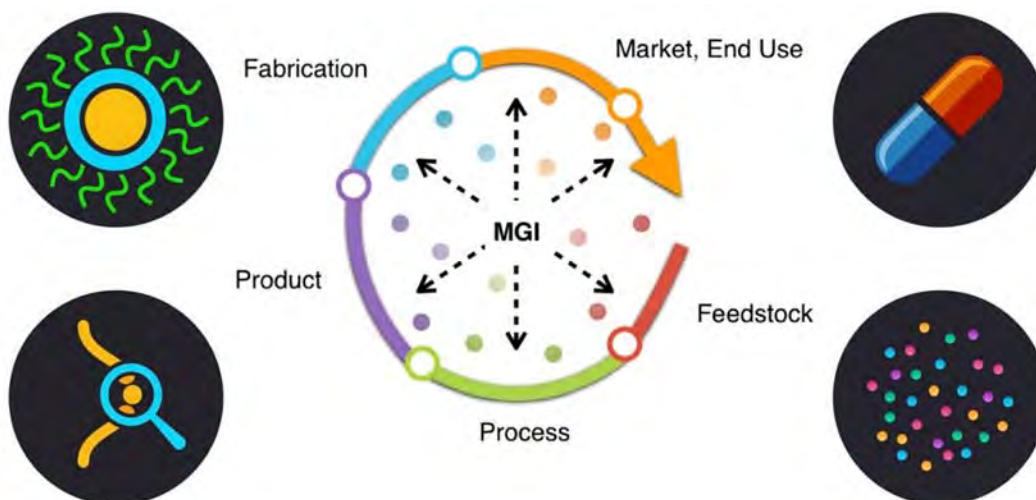 Fabrication
Market, End Use
MGI
Product
Feedstock
Process